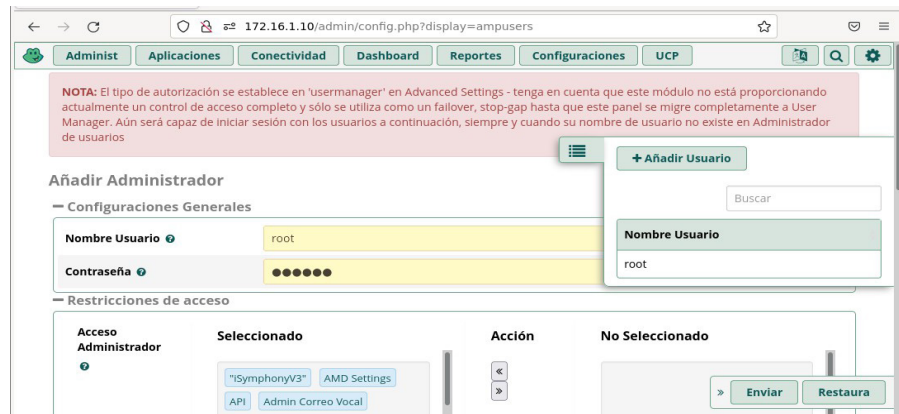 172.16.1.10/admin/config.php?display=ampusers
Administ Aplicaciones Conectividad Dashboard Reportes Configuraciones UCP
NOTA: El tipo de autorización se establece en 'usermanager' en Advanced Settings - tenga en cuenta que este módulo no está proporcionando
actualmente un control de acceso completo y sólo se utiliza como un failover, stop-gap hasta que este panel se migre completamente a User
Manager. Aún será capaz de iniciar sesión con los usuarios a continuación, siempre y cuando su nombre de usuario no existe en Administrador
de usuarios
+ Añadir Usuario
Buscar
Nombre Usuario
root
Añadir Administrador
Configuraciones Generales
Nombre Usuario root
Contraseña ●●●●●●
Restricciones de acceso
Acceso
Administrador
Seleccionado Acción No Seleccionado
"iSymphonyV3" AMD Settings
API Admin Correo Vocal
«
»
» Enviar Restaura